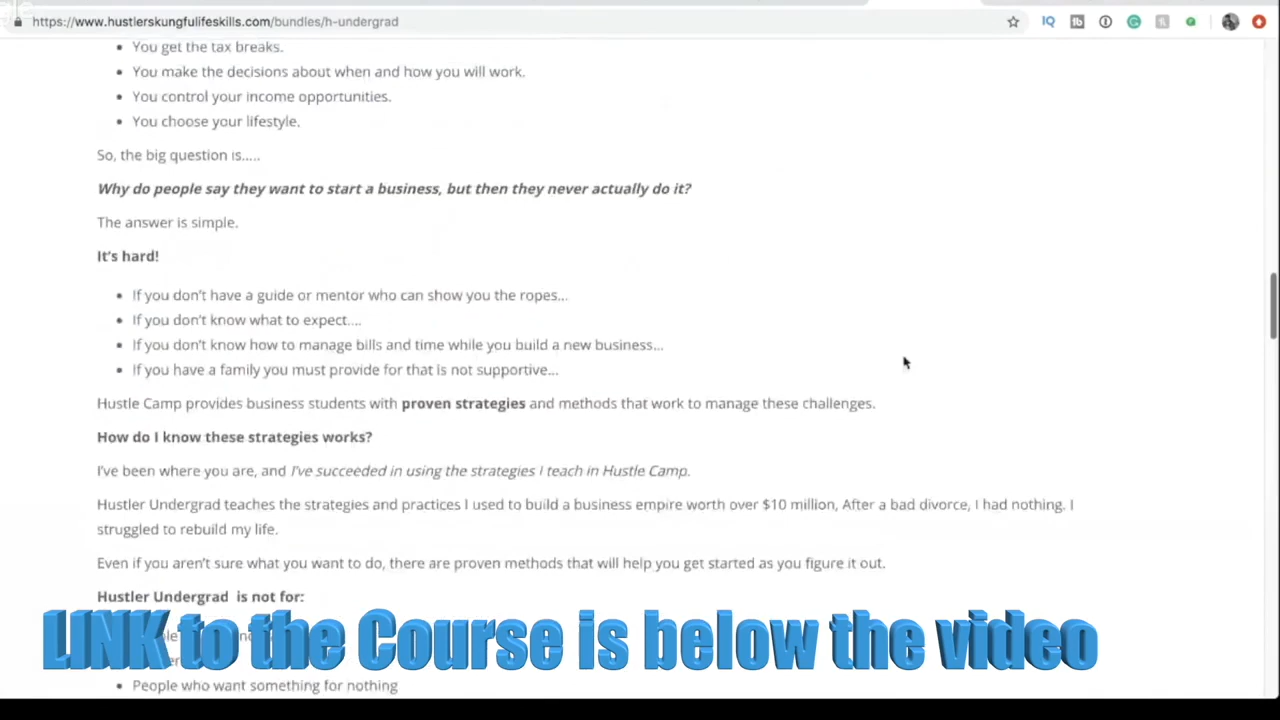 https://www.hustlerskungfulifeskills.com/bundles/h-undergrad
You get the tax breaks.
You make the decisions about when and how you will work.
You control your income opportunities.
You choose your lifestyle.
So, the big question is.....
Why do people say they want to start a business, but then they never actually do it?
The answer is simple.
It's hard!
If you don't have a guide or mentor who can show you the ropes...
If you don't know what to expect....
If you don't know how to manage bills and time while you build a new business...
If you have a family you must provide for that is not supportive...
Hustle Camp provides business students with proven strategies and methods that work to manage these challenges.
How do I know these strategies works?
I've been where you are, and I've succeeded in using the strategies I teach in Hustle Camp.
Hustler Undergrad teaches the strategies and practices I used to build a business empire worth over $10 million, After a bad divorce, I had nothing. I
struggled to rebuild my life.
Even if you aren't sure what you want to do, there are proven methods that will help you get started as you figure it out.
Hustler Undergrad is not for:
LINK to the Course is below the video
People who want something for nothing